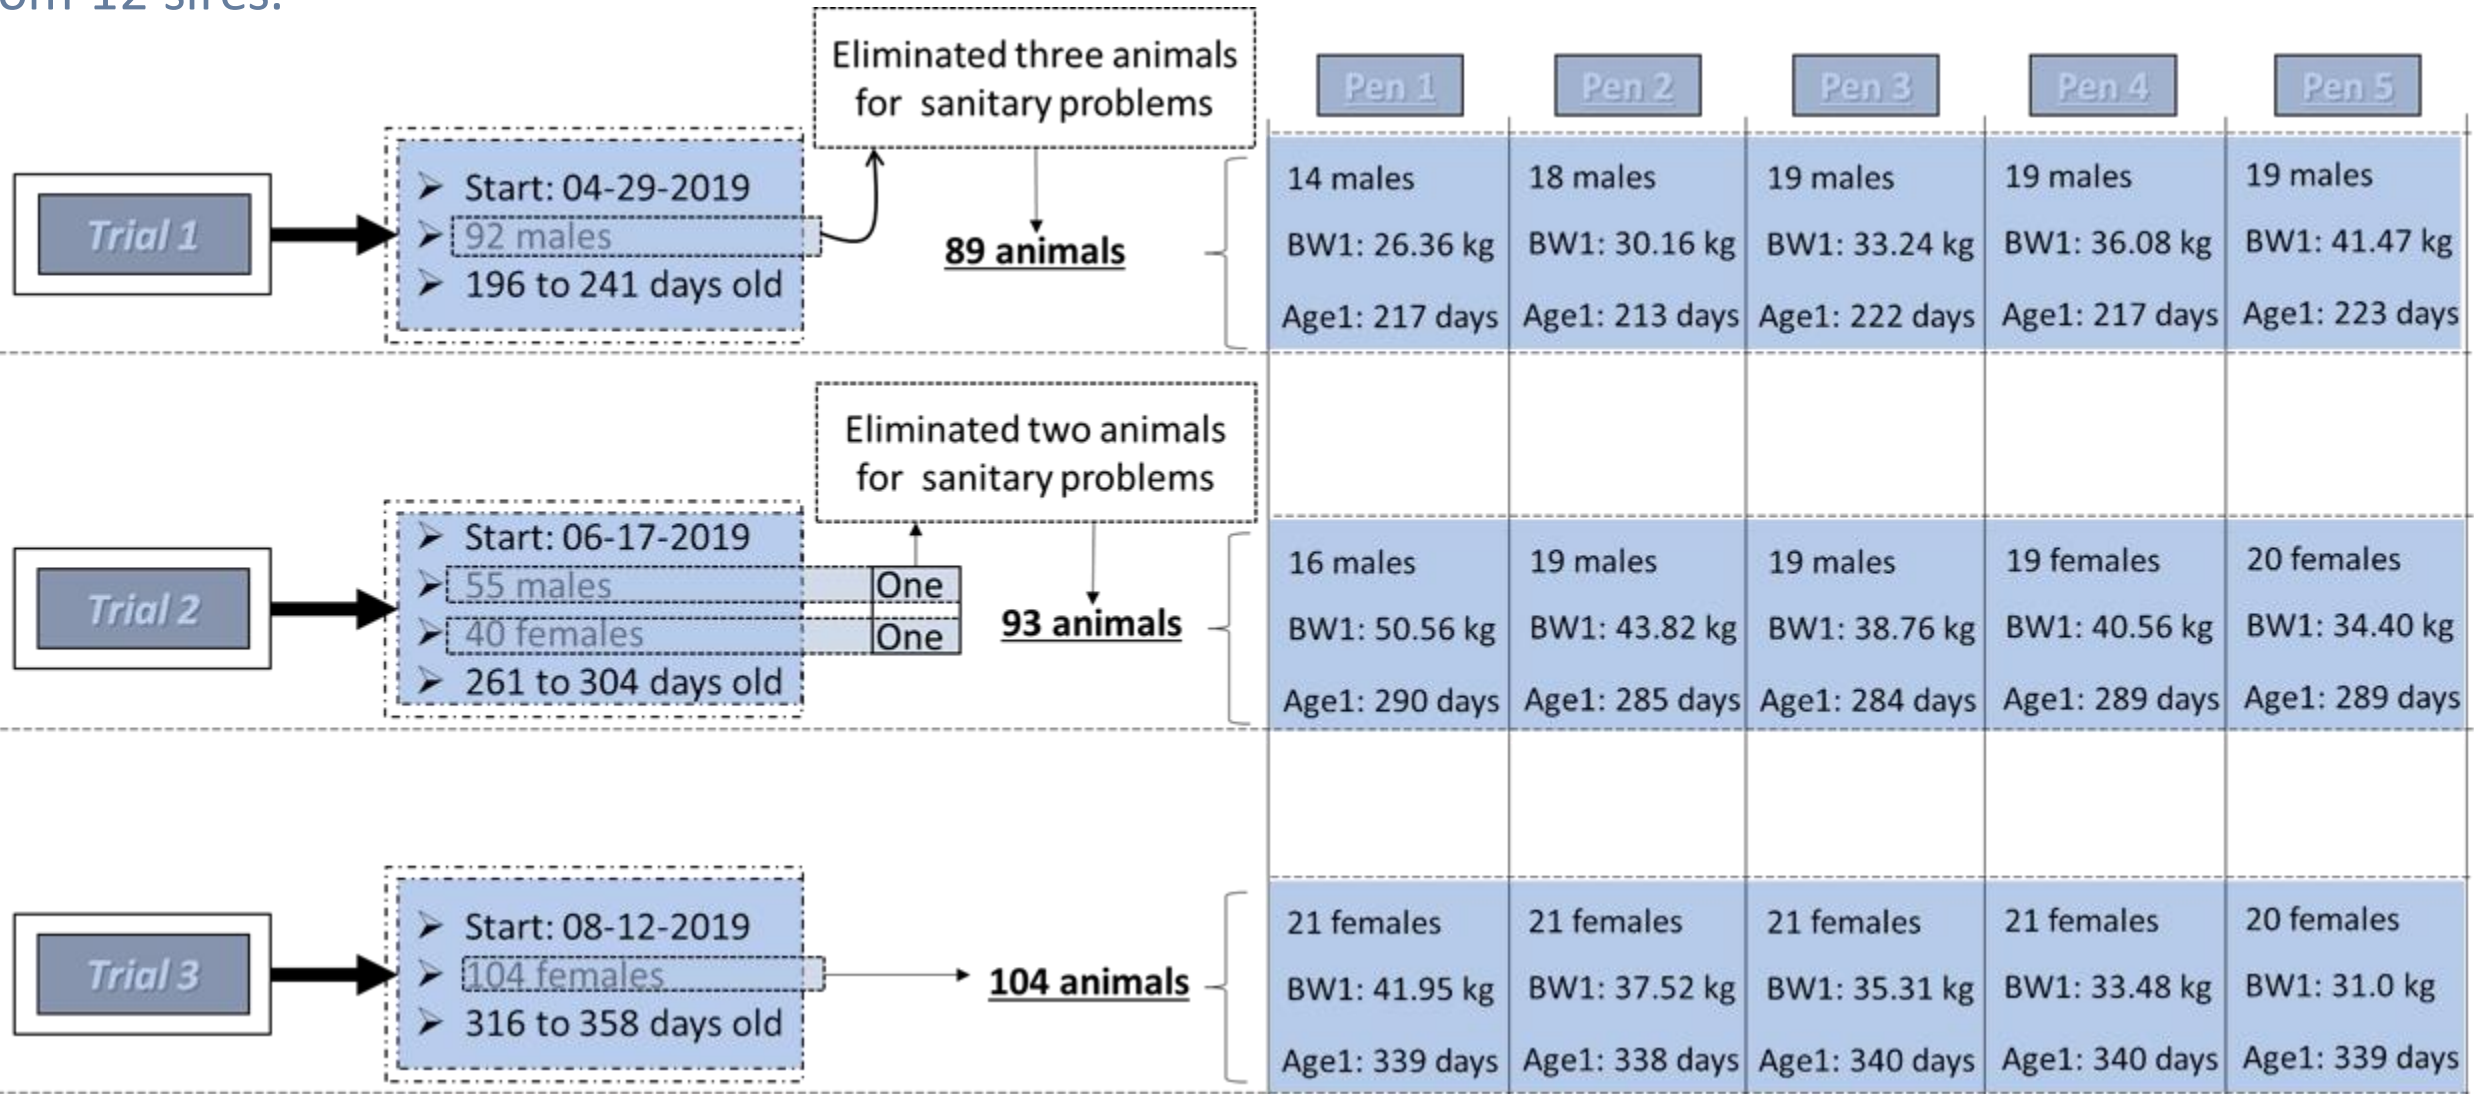 om 12 sires.
Eliminated three animals
for sanitary problems
Pen 1
Pen 2
Pen 3
Pen 4
Pen 5
Trial 1
Start: 04-29-2019
92 males
196 to 241 days old
89 animals
14 males
BW1: 26.36 kg
Age1: 217 days
18 males
BW1: 30.16 kg
Age1: 213 days
19 males
BW1: 33.24 kg
Age1: 222 days
19 males
BW1: 36.08 kg
Age1: 217 days
19 males
BW1: 41.47 kg
Age1: 223 days
Eliminated two animals
for sanitary problems
Trial 2
Start: 06-17-2019
55 males
One
40 females
One
261 to 304 days old
93 animals
16 males
BW1: 50.56 kg
Age1: 290 days
19 males
BW1: 43.82 kg
Age1: 285 days
19 males
BW1: 38.76 kg
Age1: 284 days
19 females
BW1: 40.56 kg
Age1: 289 days
20 females
BW1: 34.40 kg
Age1: 289 days
Trial 3
Start: 08-12-2019
104 females
316 to 358 days old
104 animals
21 females
BW1: 41.95 kg
Age1: 339 days
21 females
BW1: 37.52 kg
Age1: 338 days
21 females
BW1: 35.31 kg
Age1: 340 days
21 females
BW1: 33.48 kg
Age1: 340 days
20 females
BW1: 31.0 kg
Age1: 339 days